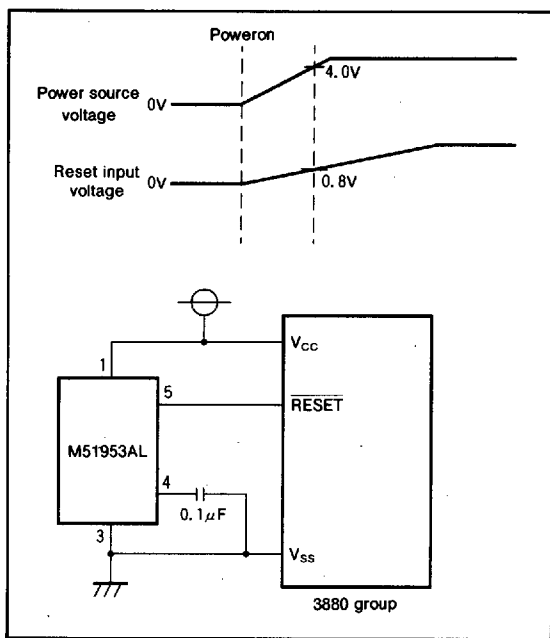 Poweron
Power source
voltage
0V
4.0V
Reset input
voltage
0V
0.8V
1
VCC
5
RESET
M51953AL
4
0.1μF
3
VSS
3880 group